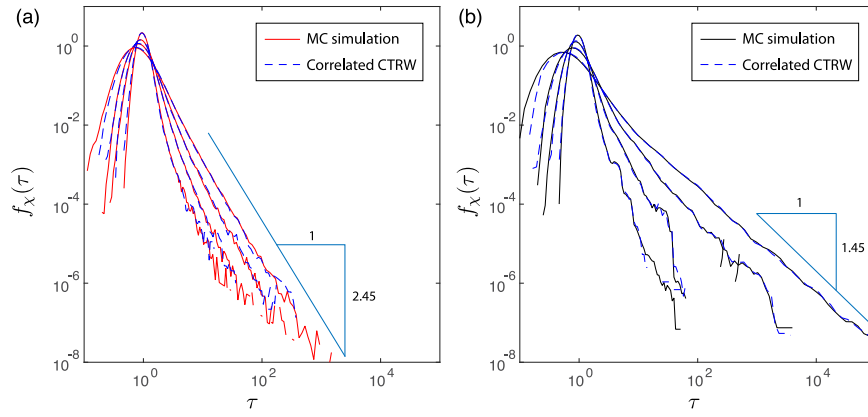 (a)
MC simulation
Correlated CTRW
10^0
10^-2
10^-4
10^-6
10^-8
f_χ(τ)
1
2.45
10^0
10^2
10^4
τ
(b)
MC simulation
Correlated CTRW
10^0
10^-2
10^-4
10^-6
10^-8
f_χ(τ)
1
1.45
10^0
10^2
10^4
τ